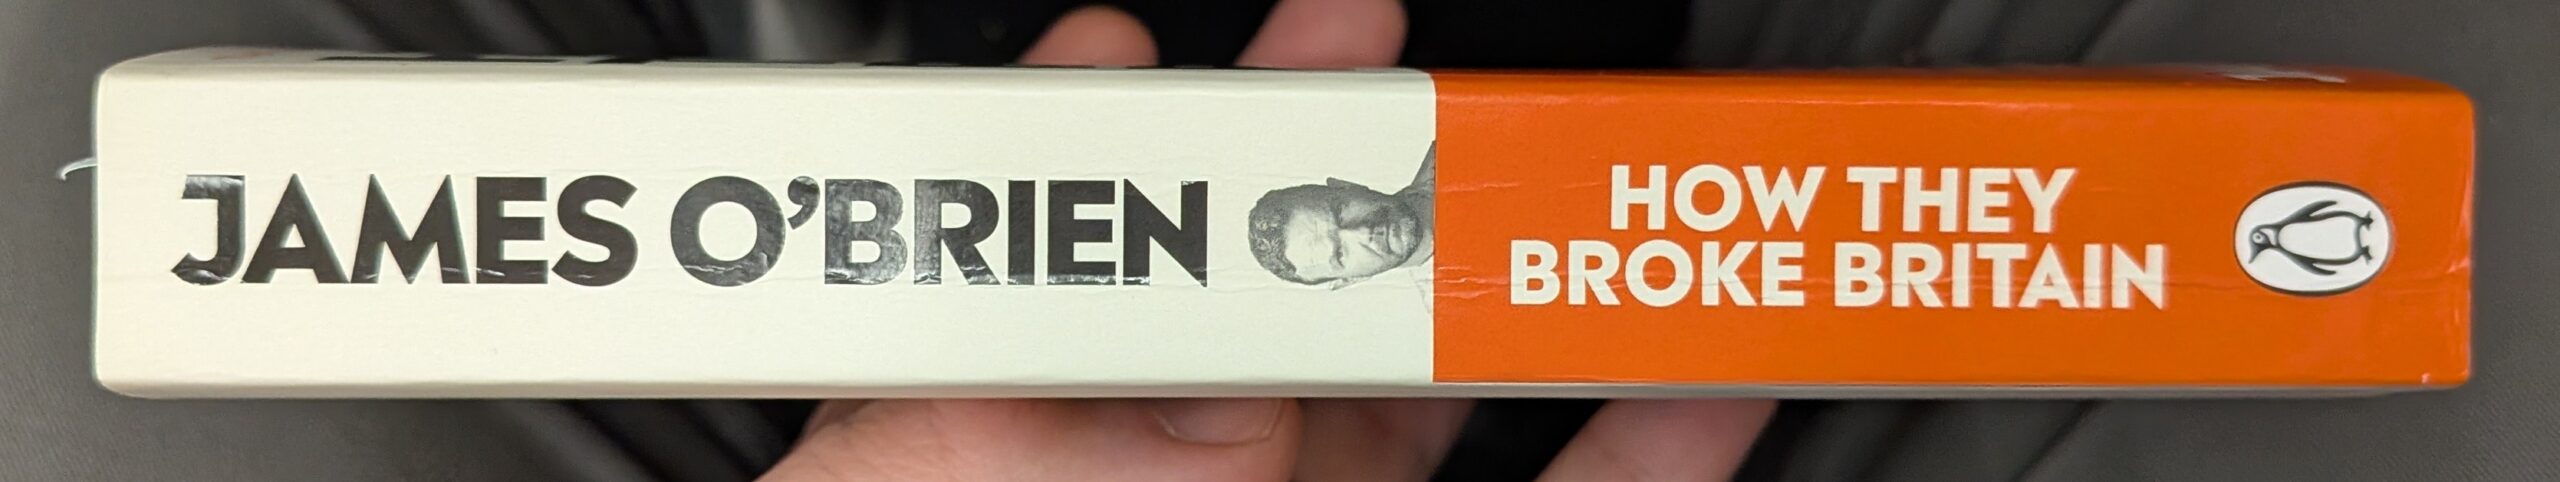 JAMES O'BRIEN
HOW THEY
BROKE BRITAIN